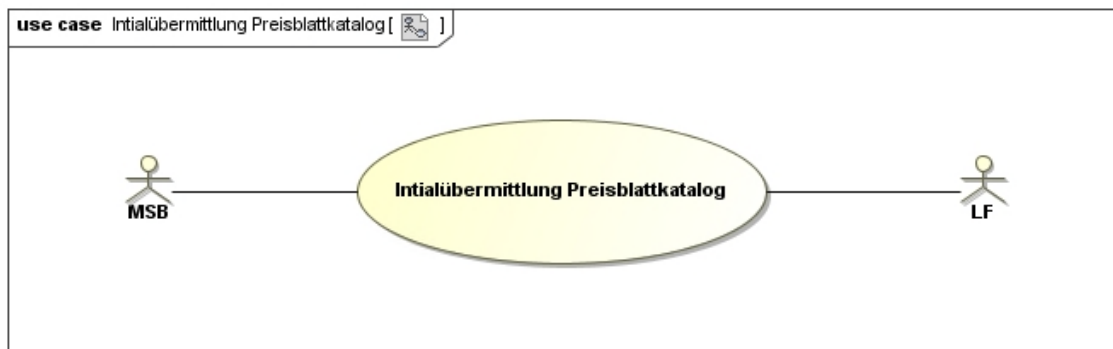 use case Intialübermittlung Preisblattkatalog [ ]
Intialübermittlung Preisblattkatalog
MSB
LF